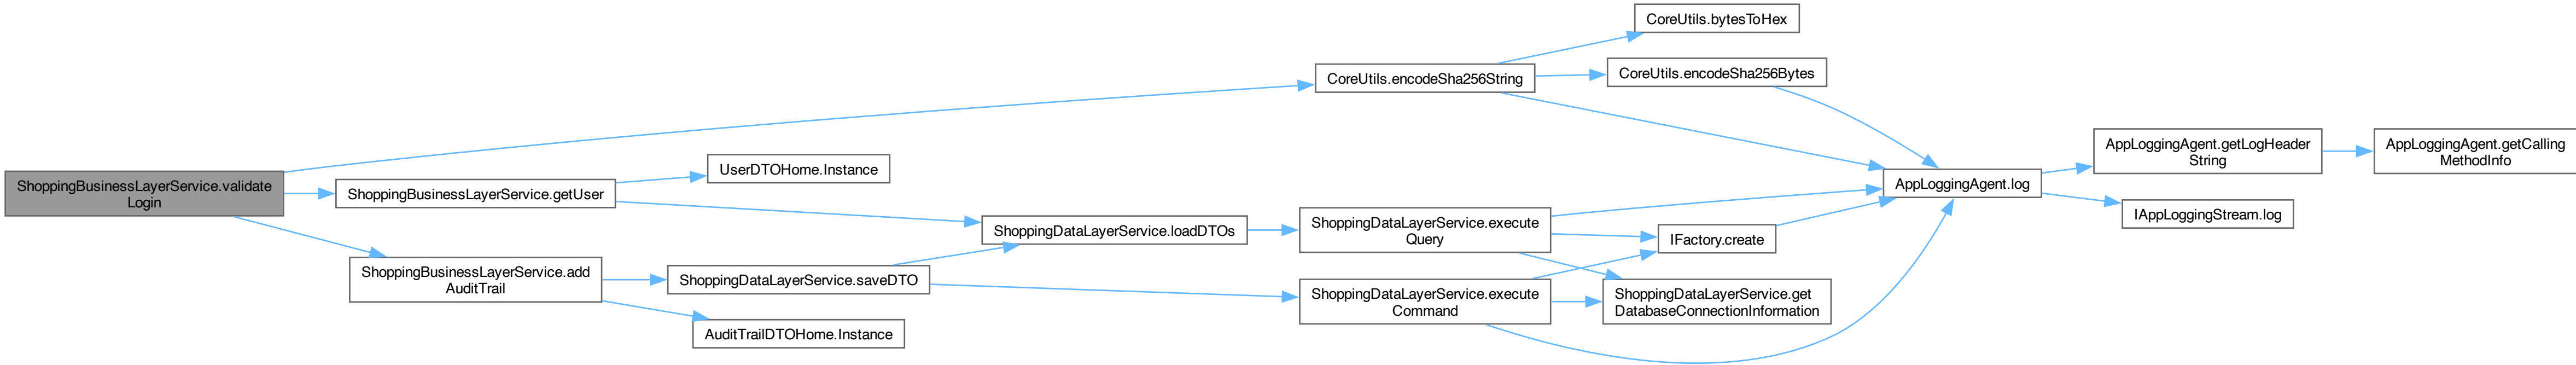 ShoppingBusinessLayerService.validate
Login
CoreUtils.encodeSha256String
CoreUtils.bytesToHex
CoreUtils.encodeSha256Bytes
ShoppingBusinessLayerService.getUser
UserDTOHome.Instance
ShoppingBusinessLayerService.add
AuditTrail
ShoppingDataLayerService.saveDTO
AuditTrailDTOHome.Instance
ShoppingDataLayerService.loadDTOs
ShoppingDataLayerService.execute
Query
ShoppingDataLayerService.execute
Command
IFactory.create
ShoppingDataLayerService.get
DatabaseConnectionInformation
AppLoggingAgent.log
AppLoggingAgent.getLogHeader
String
IAppLoggingStream.log
AppLoggingAgent.getCalling
MethodInfo